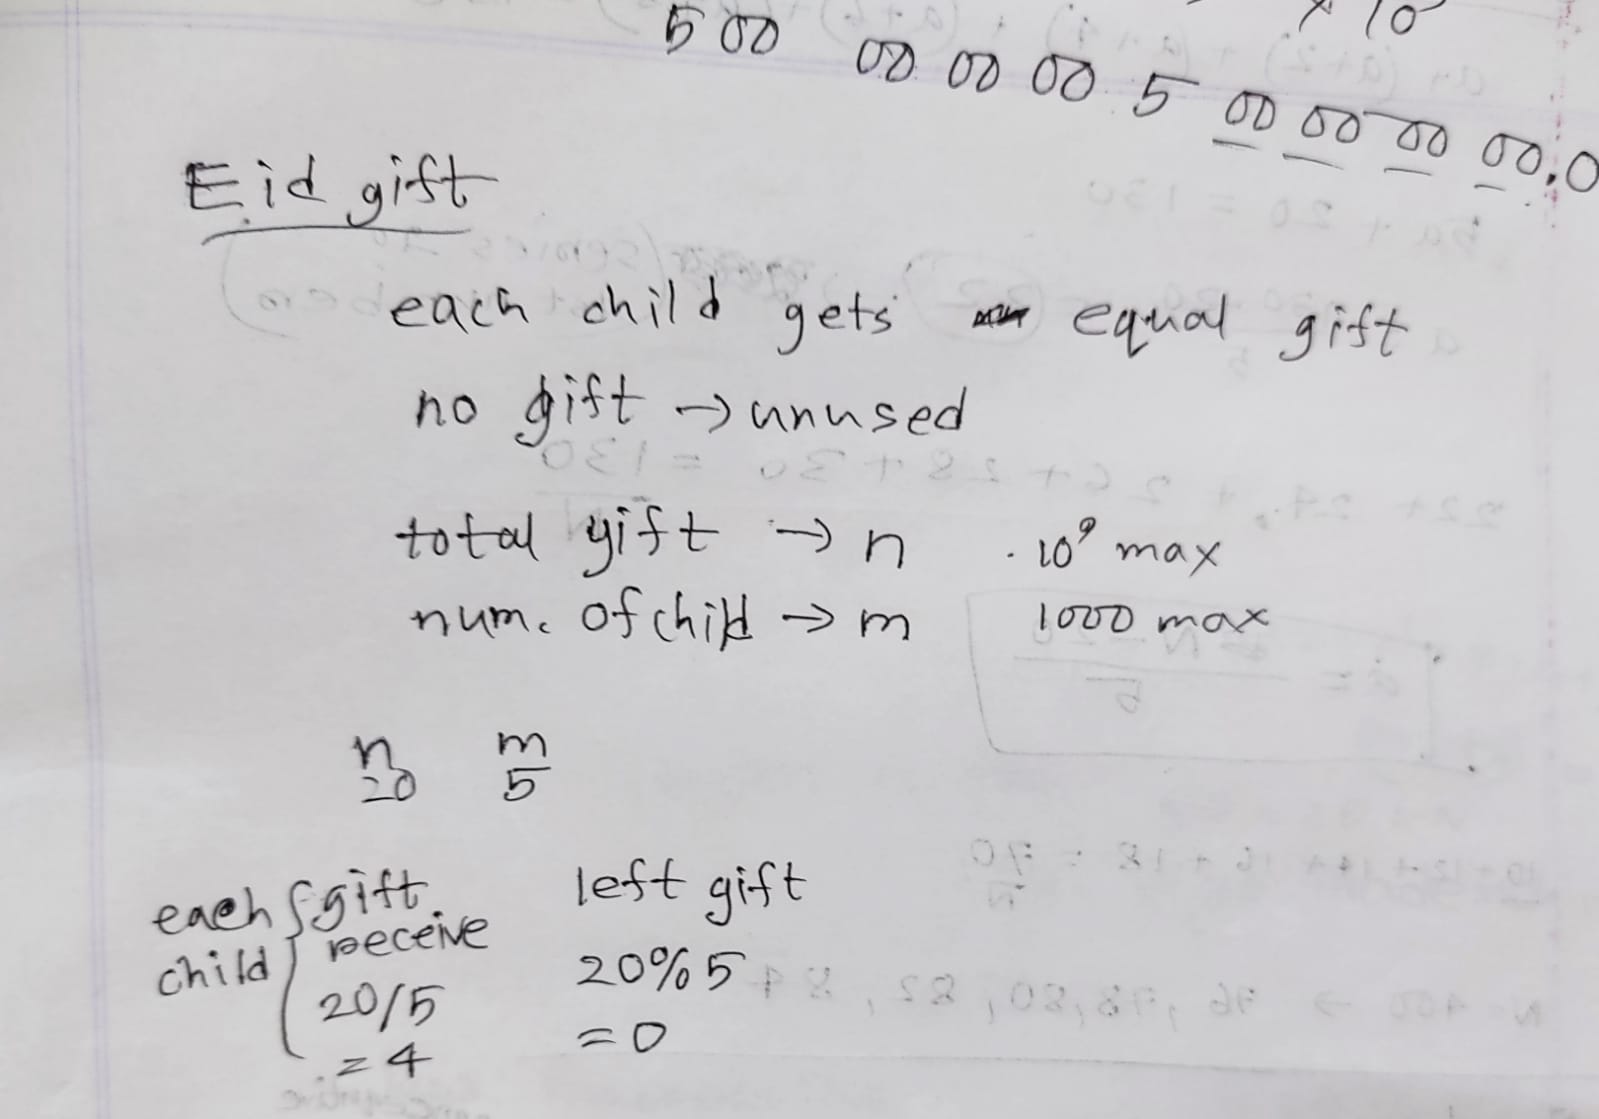 x 10
500 00 00 00 5 00 00 00 00.0
Eid gift
each child gets equal gift
no gift → unused
total gift → n . 10⁹ max
num. of child → m 1000 max
n m
20 5
each { gift left gift
child receive
20/5 20%5
= 4 = 0